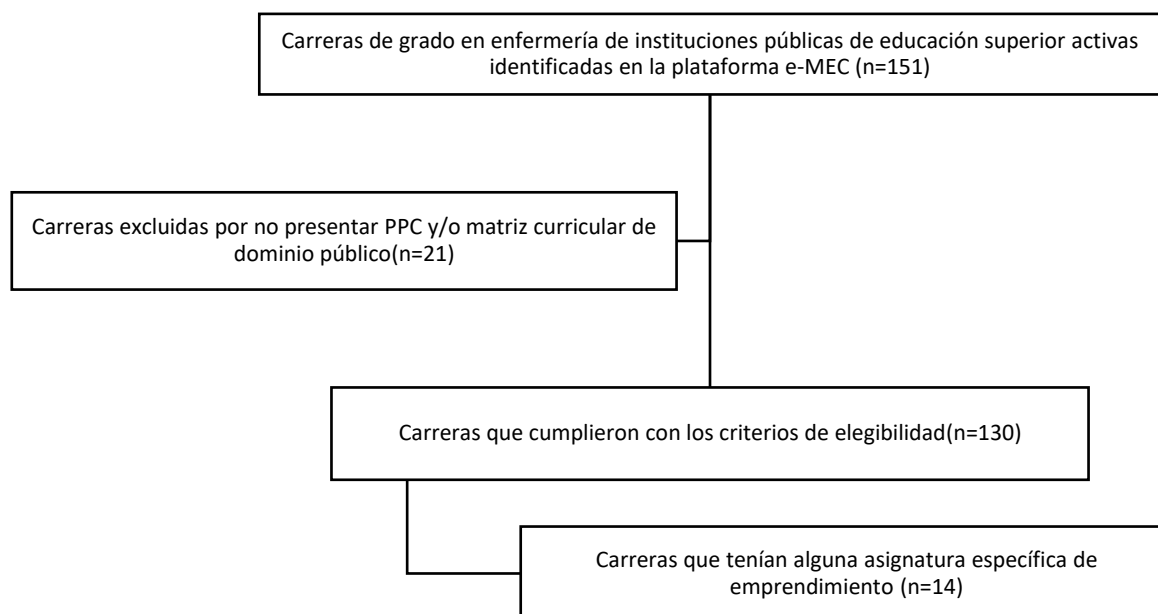 Carreras de grado en enfermería de instituciones públicas de educación superior activas
identificadas en la plataforma e-MEC (n=151)
Carreras excluidas por no presentar PPC y/o matriz curricular de
dominio público(n=21)
Carreras que cumplieron con los criterios de elegibilidad(n=130)
Carreras que tenían alguna asignatura específica de
emprendimiento (n=14)